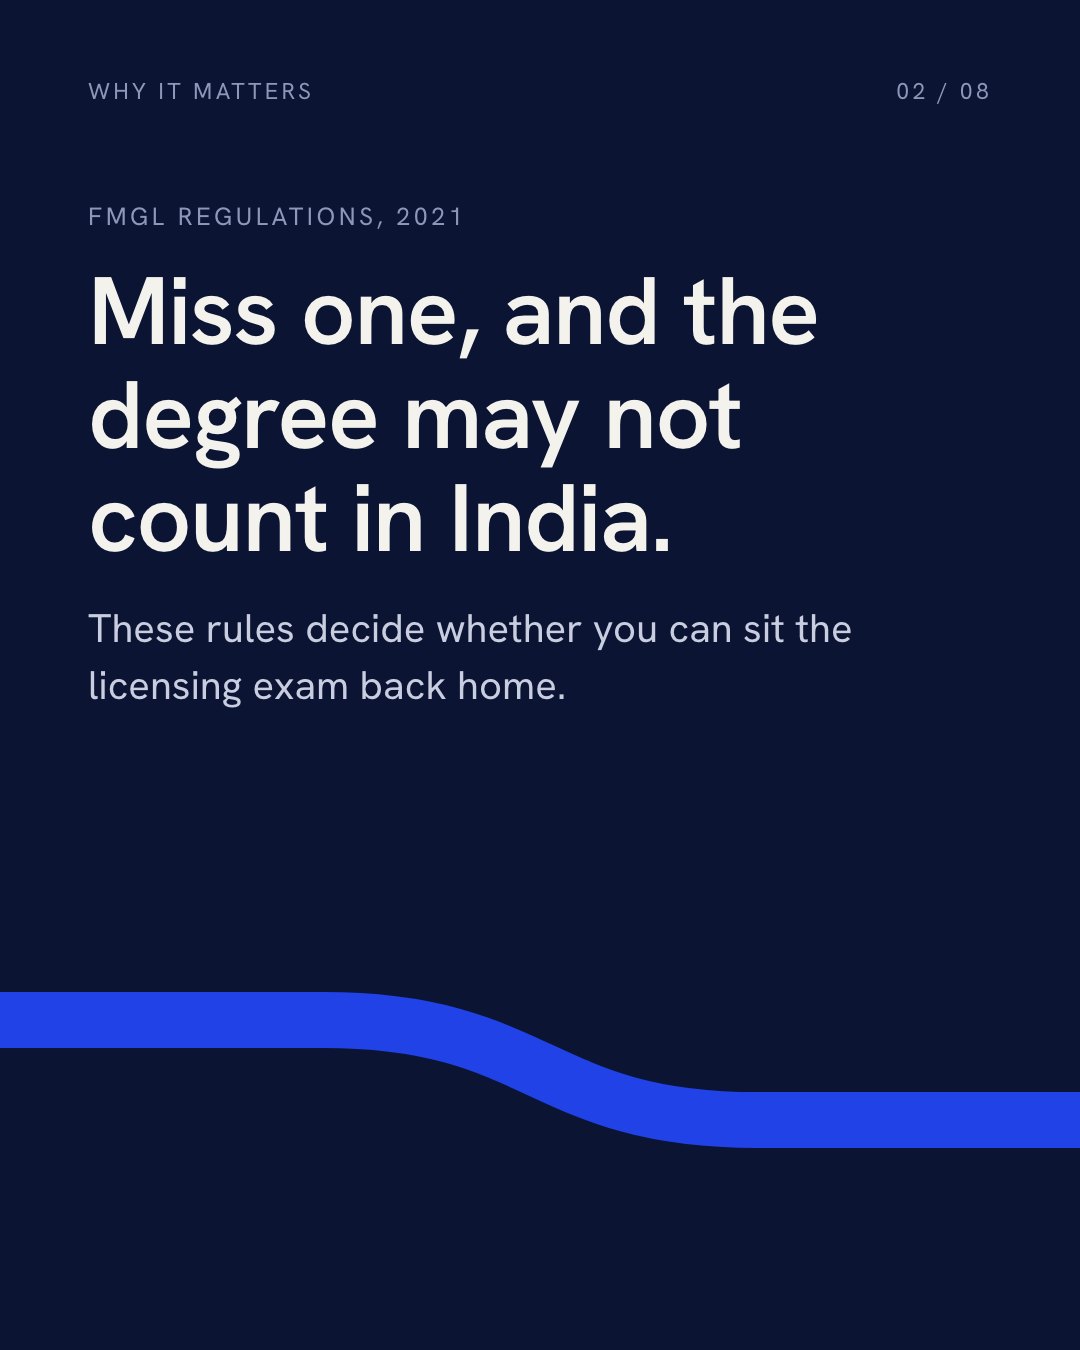 WHY IT MATTERS
02 / 08
FMGL REGULATIONS, 2021
Miss one, and the
degree may not
count in India.
These rules decide whether you can sit the
licensing exam back home.